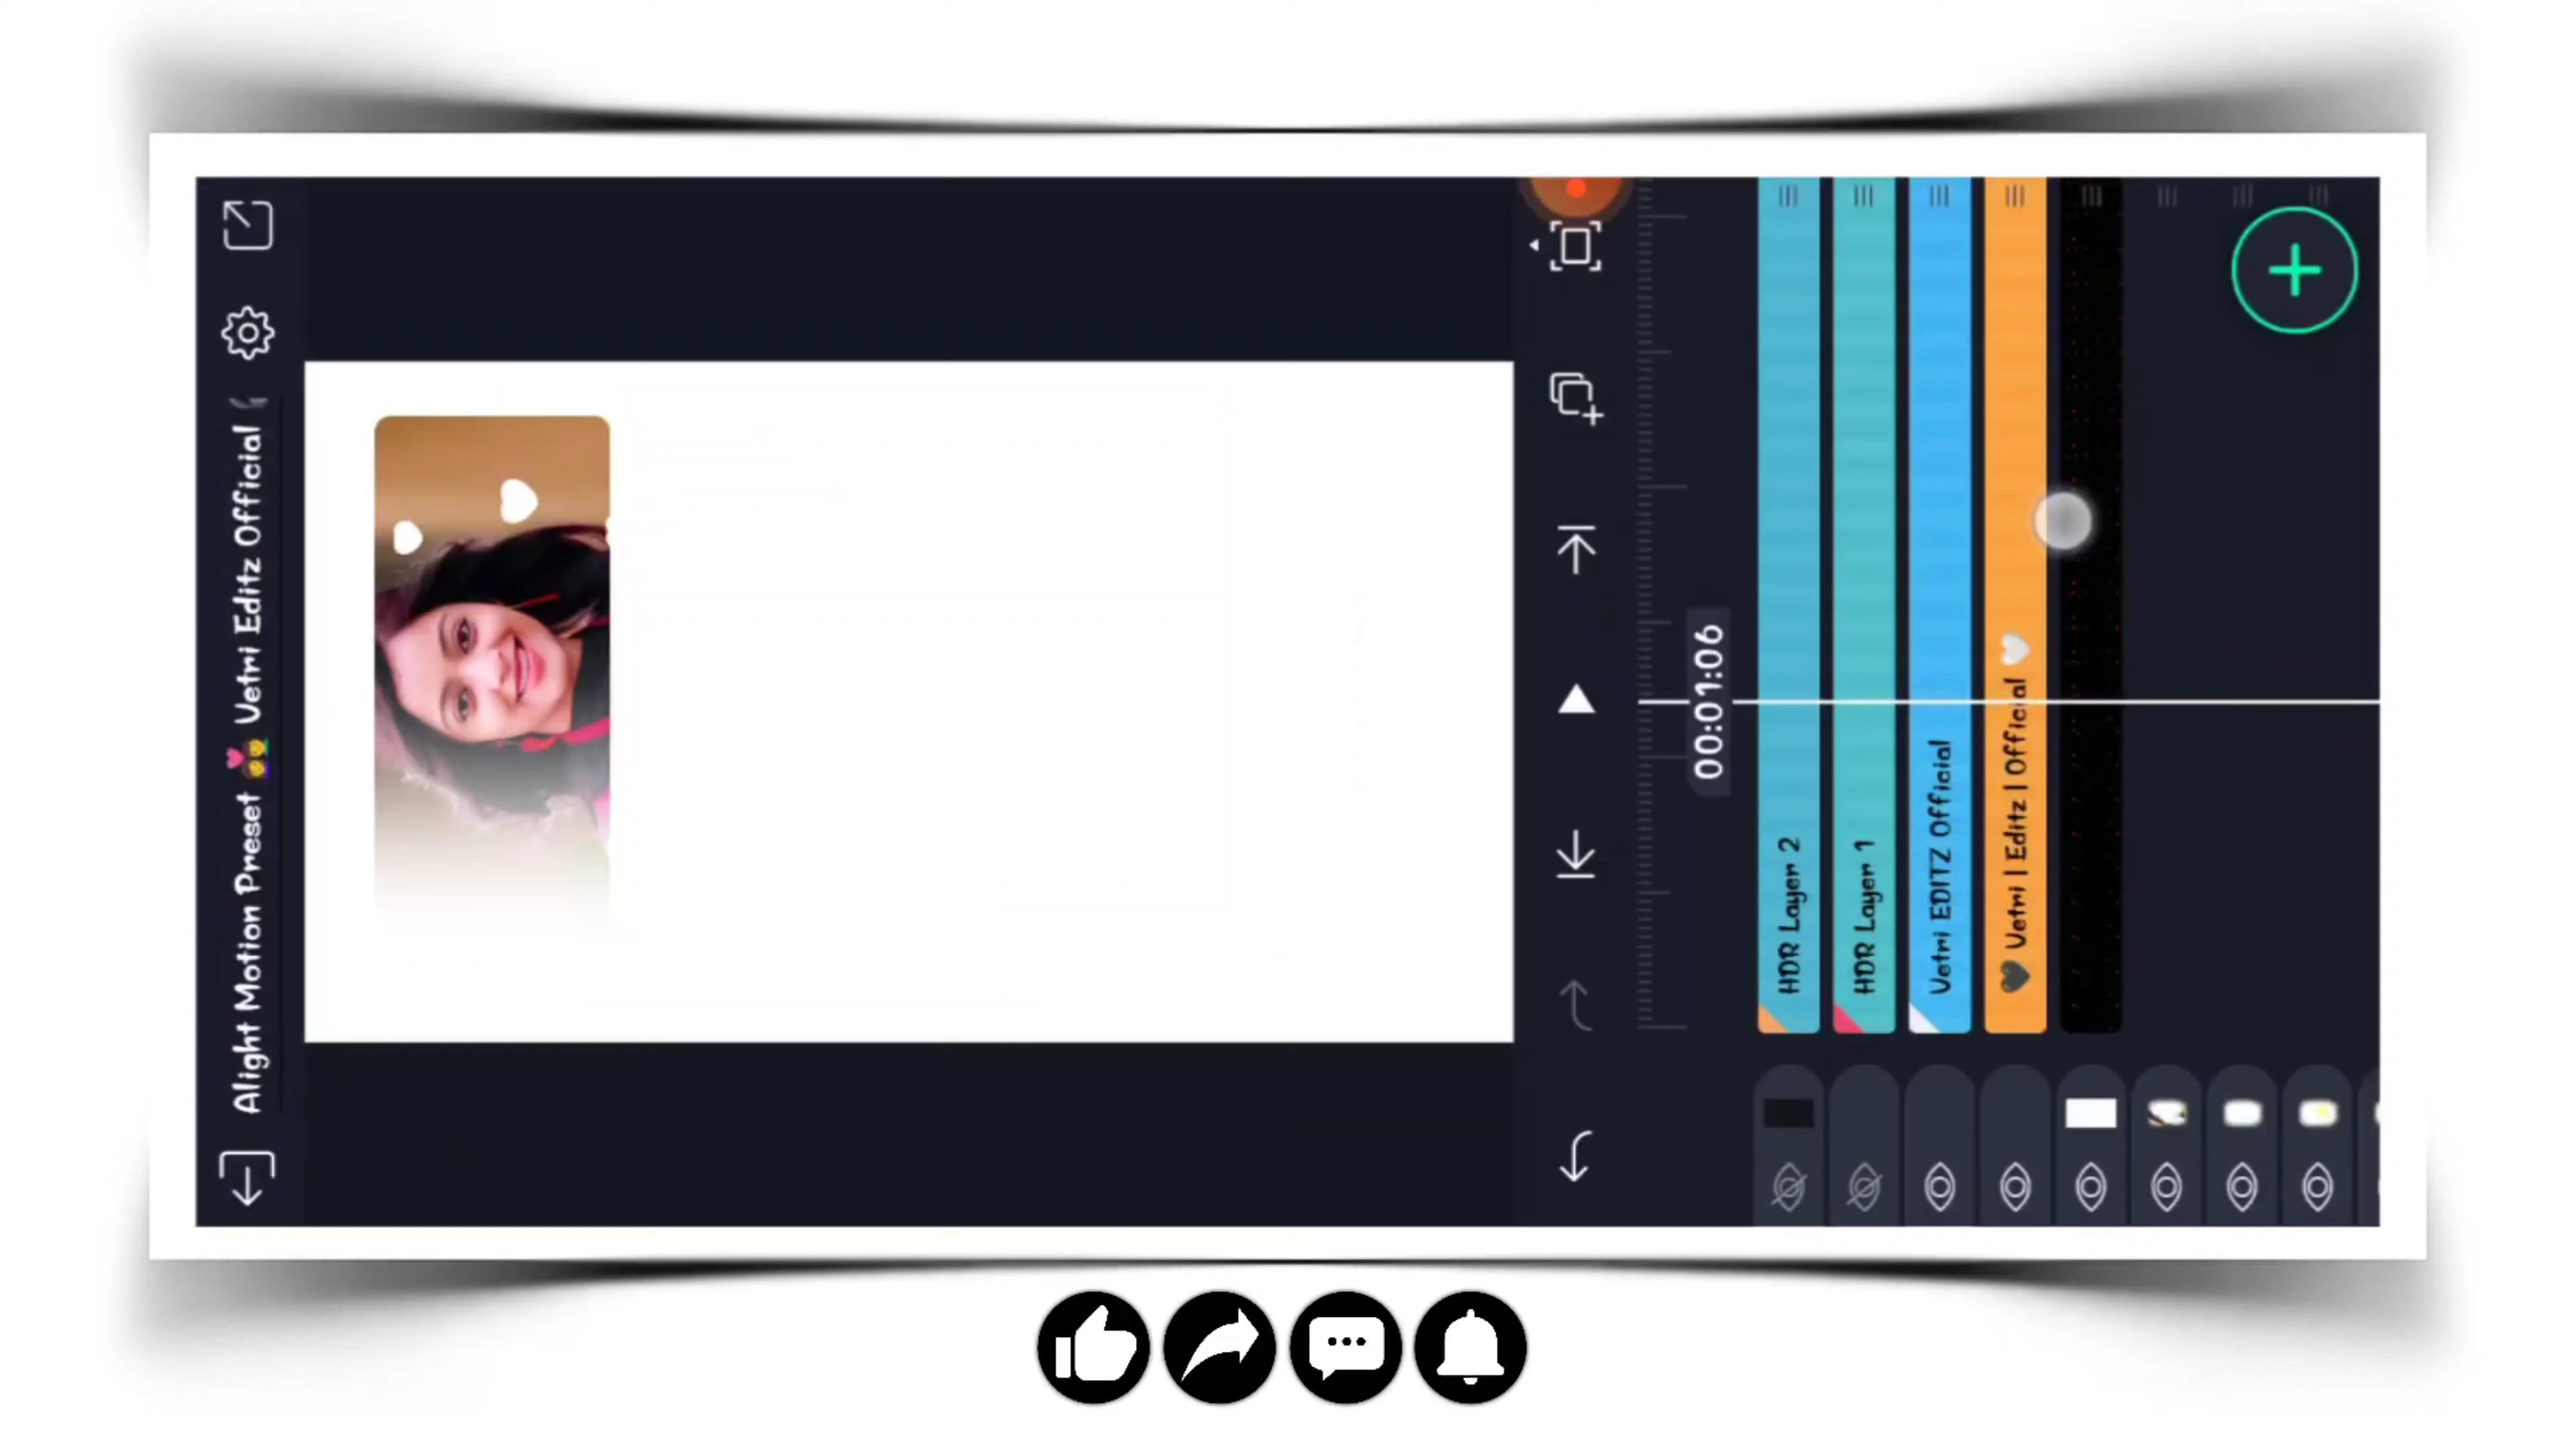 Alight Motion Preset 💑 Vetri Editz Official
00:01:06
HDR Layer 2
HDR Layer 1
Vetri EDITZ Official
🖤 Vetri | Editz | Official 🤍